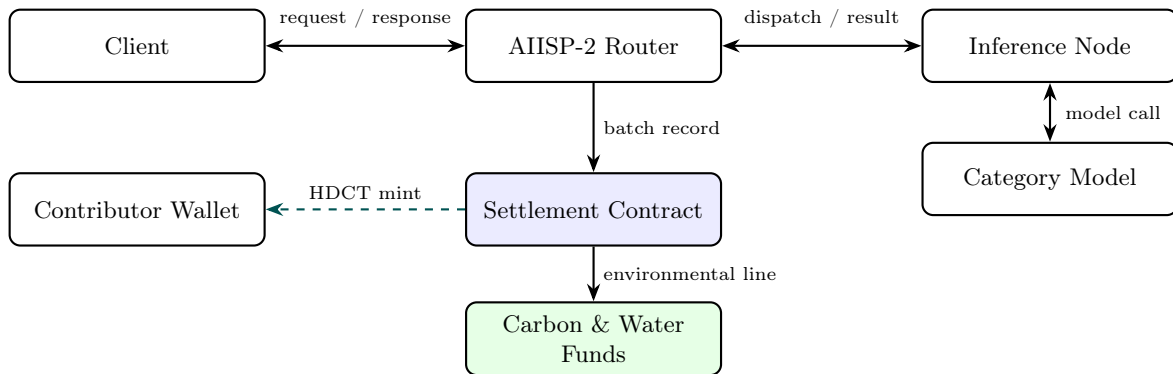 request / response
dispatch / result
Client
AIISP-2 Router
Inference Node
batch record
model call
Category Model
HDCT mint
Contributor Wallet
Settlement Contract
environmental line
Carbon & Water
Funds